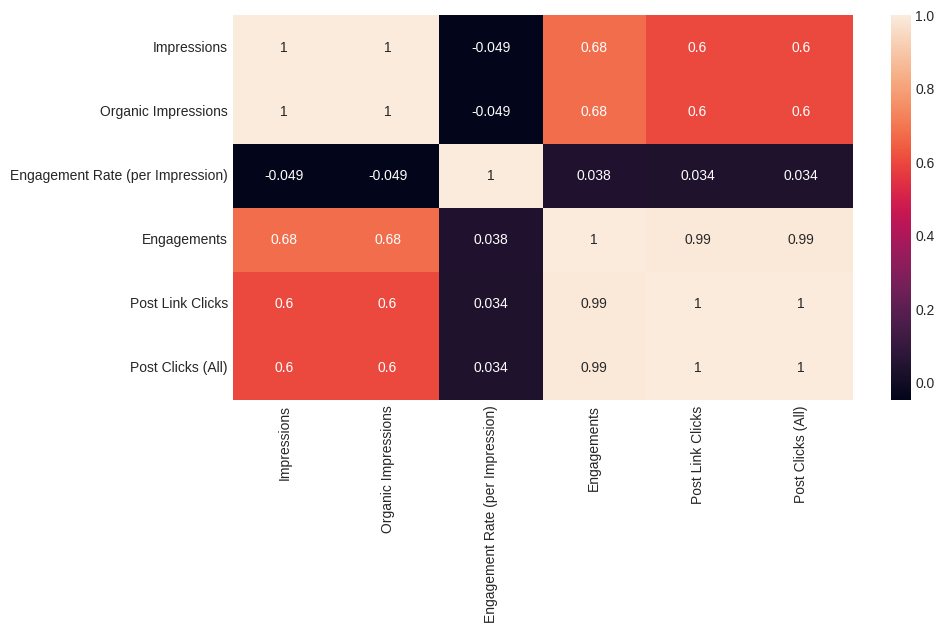 Impressions 1 1 -0.049 0.68 0.6 0.6
Organic Impressions 1 1 -0.049 0.68 0.6 0.6
Engagement Rate (per Impression) -0.049 -0.049 1 0.038 0.034 0.034
Engagements 0.68 0.68 0.038 1 0.99 0.99
Post Link Clicks 0.6 0.6 0.034 0.99 1 1
Post Clicks (All) 0.6 0.6 0.034 0.99 1 1
Impressions
Organic Impressions
Engagement Rate (per Impression)
Engagements
Post Link Clicks
Post Clicks (All)
1.0
0.8
0.6
0.4
0.2
0.0